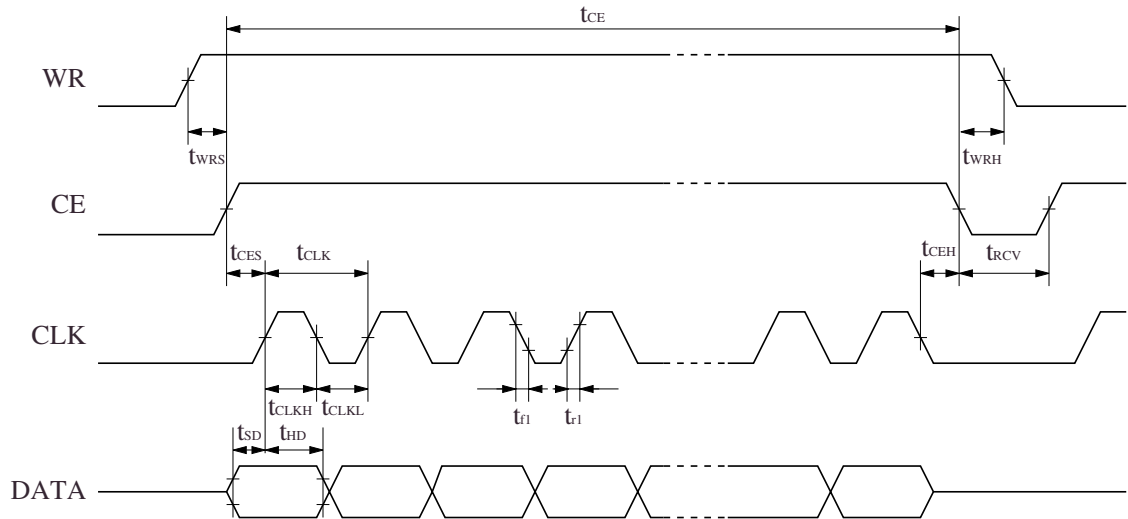 tCE
WR
tWRS
tWRH
CE
tCES
tCLK
tCEH
tRCV
CLK
tCLKH
tCLKL
tf1
tr1
tSD
tHD
DATA